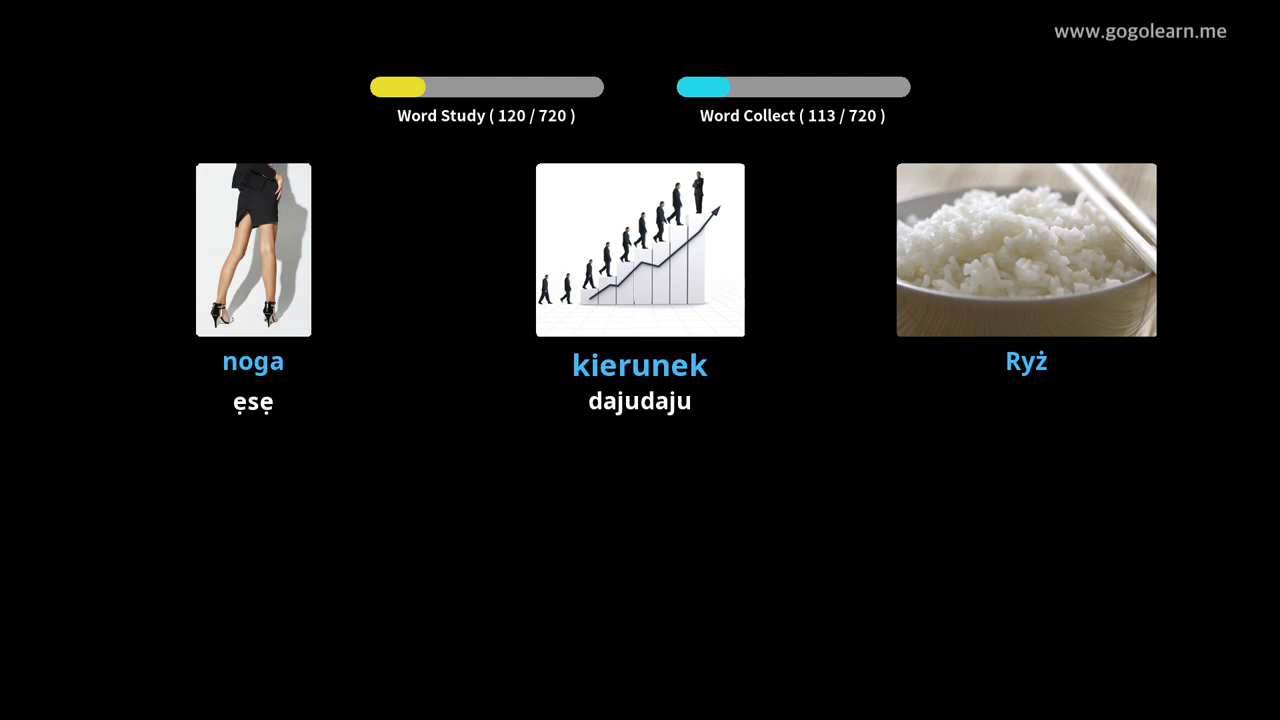 www.gogolearn.me
Word Study ( 120 / 720 )
Word Collect ( 113 / 720 )
noga
kierunek
Ryż
ẹsẹ
dajudaju